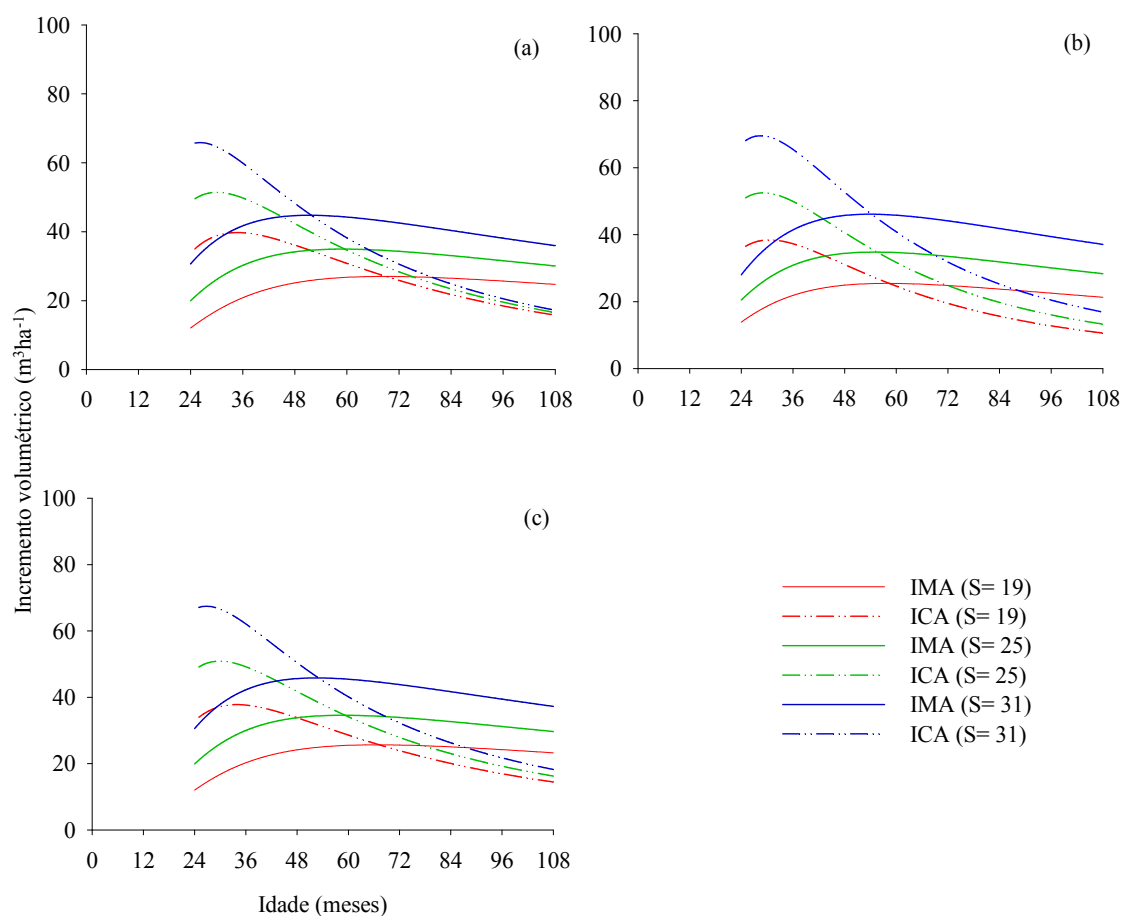 Incremento volumétrico (m³ha⁻¹)
(a)
100
80
60
40
20
0
0 12 24 36 48 60 72 84 96 108
(b)
100
80
60
40
20
0
0 12 24 36 48 60 72 84 96 108
(c)
100
80
60
40
20
0
0 12 24 36 48 60 72 84 96 108
Idade (meses)
IMA (S= 19)
ICA (S= 19)
IMA (S= 25)
ICA (S= 25)
IMA (S= 31)
ICA (S= 31)